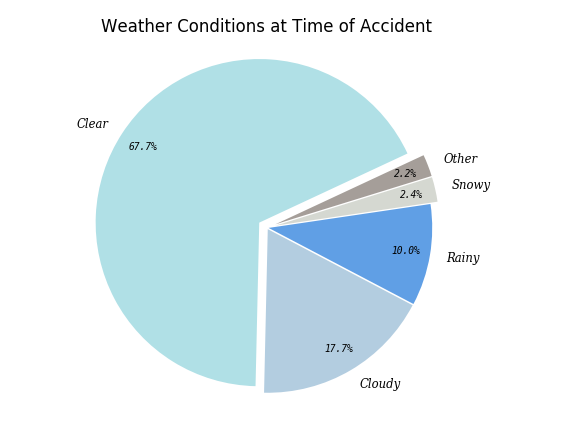 Weather Conditions at Time of Accident
Clear
67.7%
Other
2.2%
Snowy
2.4%
Rainy
10.0%
17.7%
Cloudy